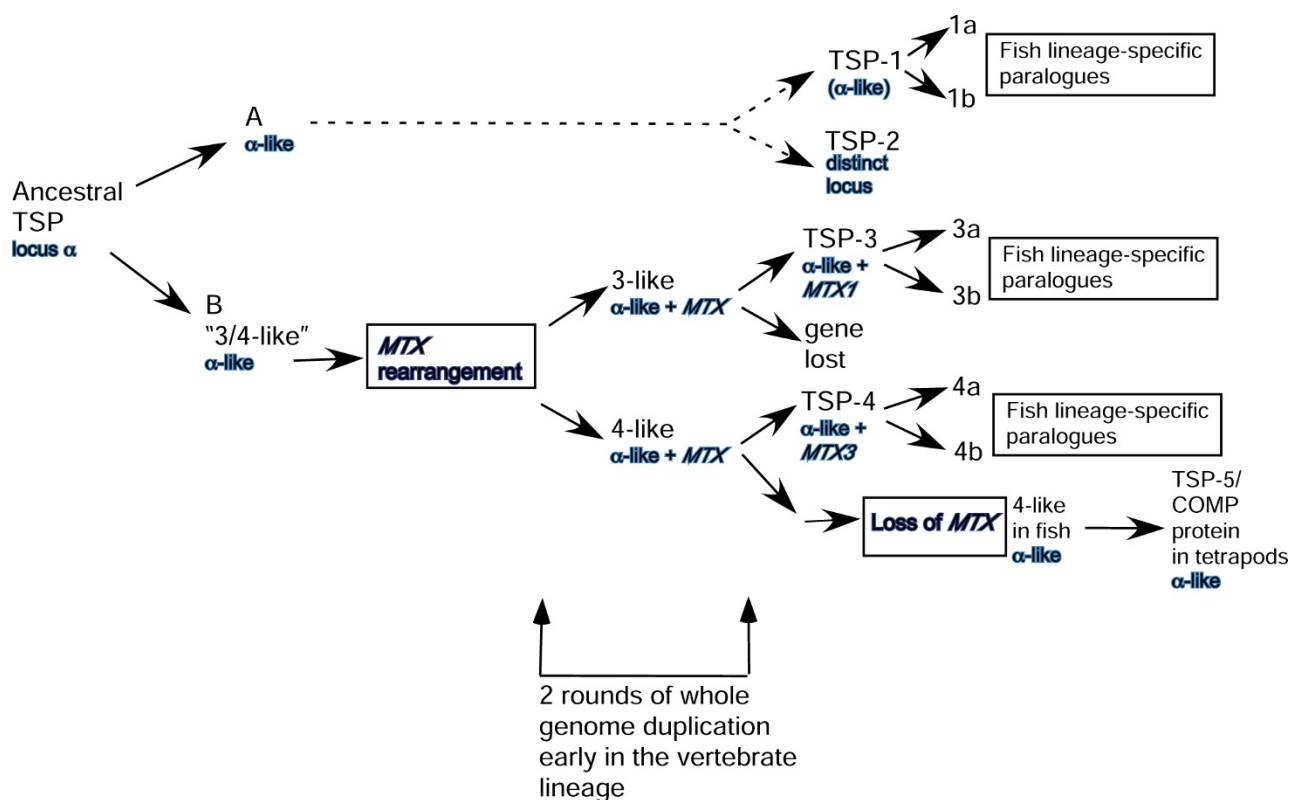 Ancestral
TSP
locus α
A
α-like
TSP-1
(α-like)
1a
1b
Fish lineage-specific
paralogues
TSP-2
distinct
locus
B
"3/4-like"
α-like
MTX
rearrangement
3-like
α-like + MTX
TSP-3
α-like +
MTX1
3a
3b
Fish lineage-specific
paralogues
gene
lost
4-like
α-like + MTX
TSP-4
α-like +
MTX3
4a
4b
Fish lineage-specific
paralogues
Loss of MTX
4-like
in fish
α-like
TSP-5/
COMP
protein
in tetrapods
α-like
2 rounds of whole
genome duplication
early in the vertebrate
lineage